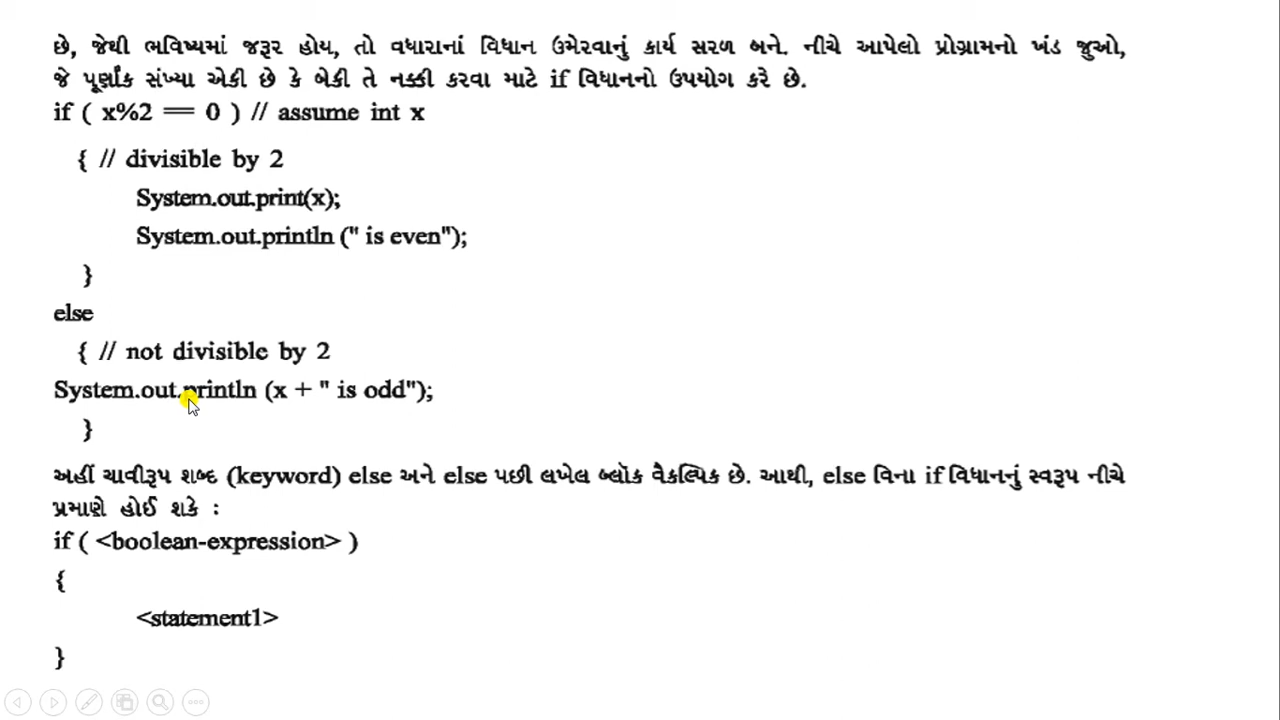 છે, જેથી ભવિષ્યમાં જરૂર હોય, તો વધારાનાં વિધાન ઉમેરવાનું કાર્ય સરળ બને. નીચે આપેલો પ્રોગ્રામનો ખંડ જુઓ,
જે પૂર્ણાંક સંખ્યા એકી છે કે બેકી તે નક્કી કરવા માટે if વિધાનનો ઉપયોગ કરે છે.
if ( x%2 == 0 ) // assume int x
{ // divisible by 2
System.out.print(x);
System.out.println (" is even");
}
else
{ // not divisible by 2
System.out.println (x + " is odd");
}
અહીં ચાવીરૂપ શબ્દ (keyword) else અને else પછી લખેલ બ્લૉક વૈકલ્પિક છે. આથી, else વિના if વિધાનનું સ્વરૂપ નીચે
પ્રમાણે હોઈ શકે :
if ( <boolean-expression> )
{
<statement1>
}